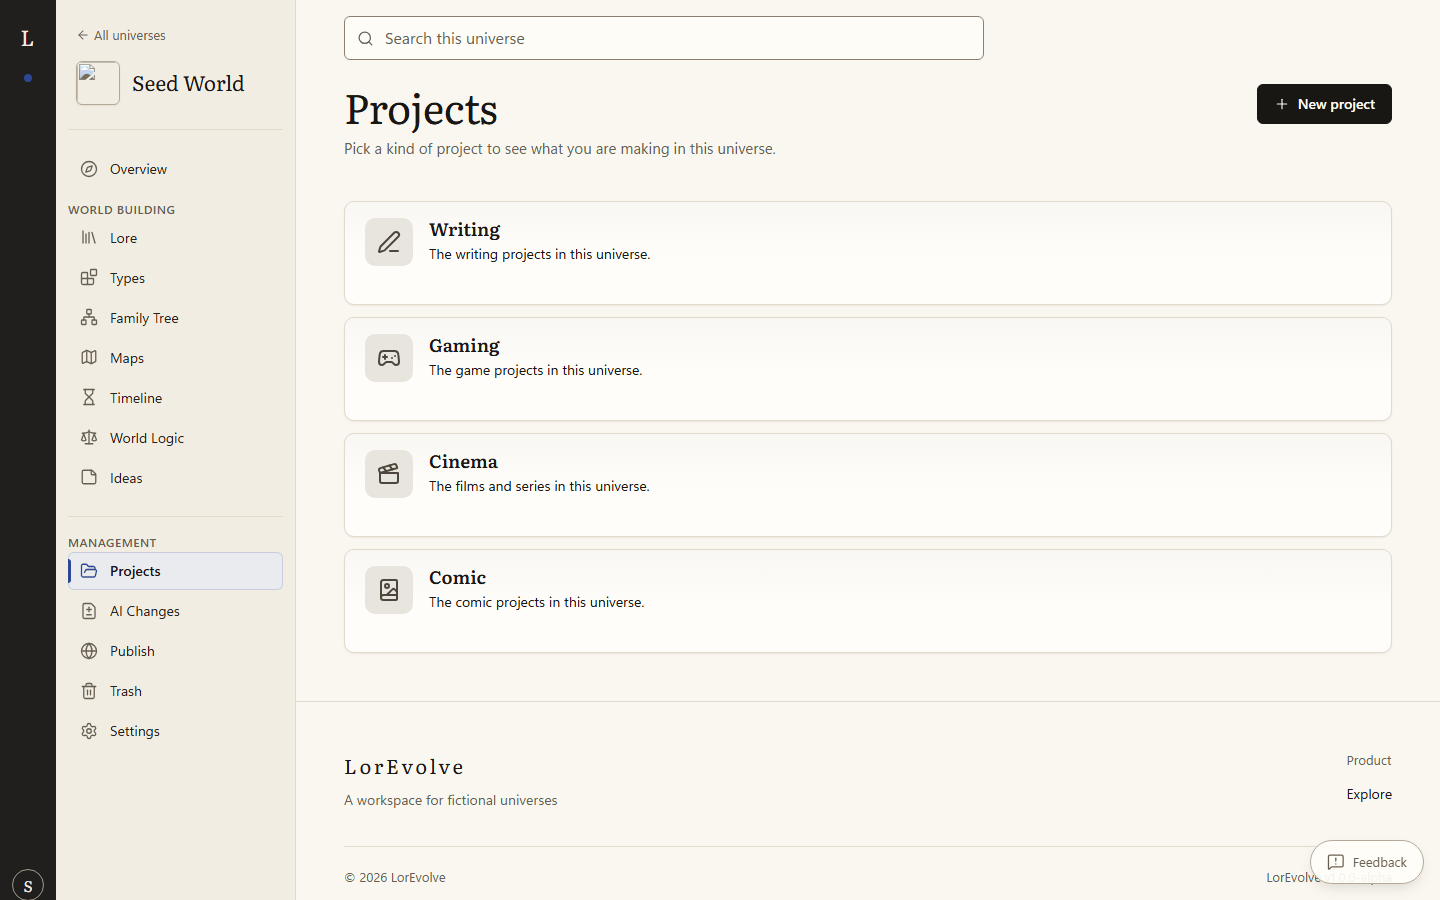 L
All universes
Seed World
Overview
WORLD BUILDING
Lore
Types
Family Tree
Maps
Timeline
World Logic
Ideas
MANAGEMENT
Projects
AI Changes
Publish
Trash
Settings
S
Search this universe
Projects
New project
Pick a kind of project to see what you are making in this universe.
Writing
The writing projects in this universe.
Gaming
The game projects in this universe.
Cinema
The films and series in this universe.
Comic
The comic projects in this universe.
LorEvolve
A workspace for fictional universes
Product
Explore
© 2026 LorEvolve
LorEvolve
Feedback